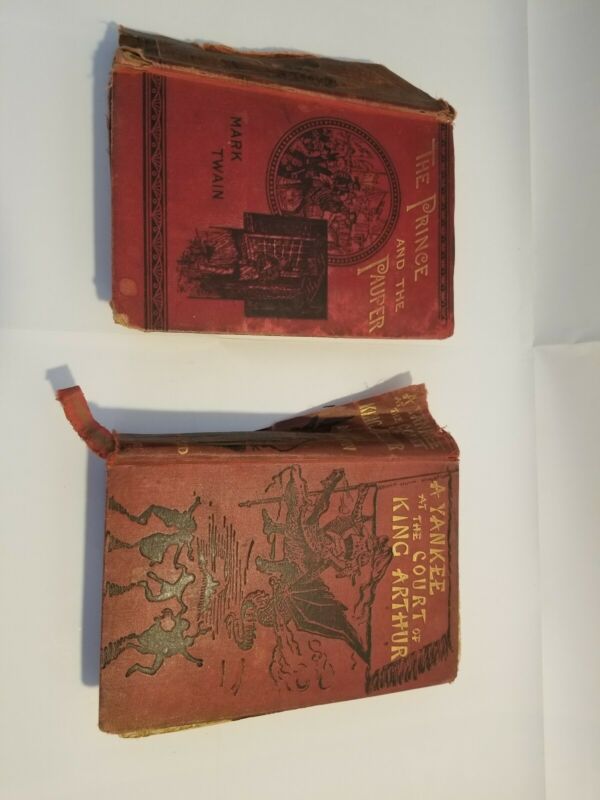 THE PRINCE
AND THE
PAUPER
MARK
TWAIN
A YANKEE
AT THE COURT OF
KING ARTHUR